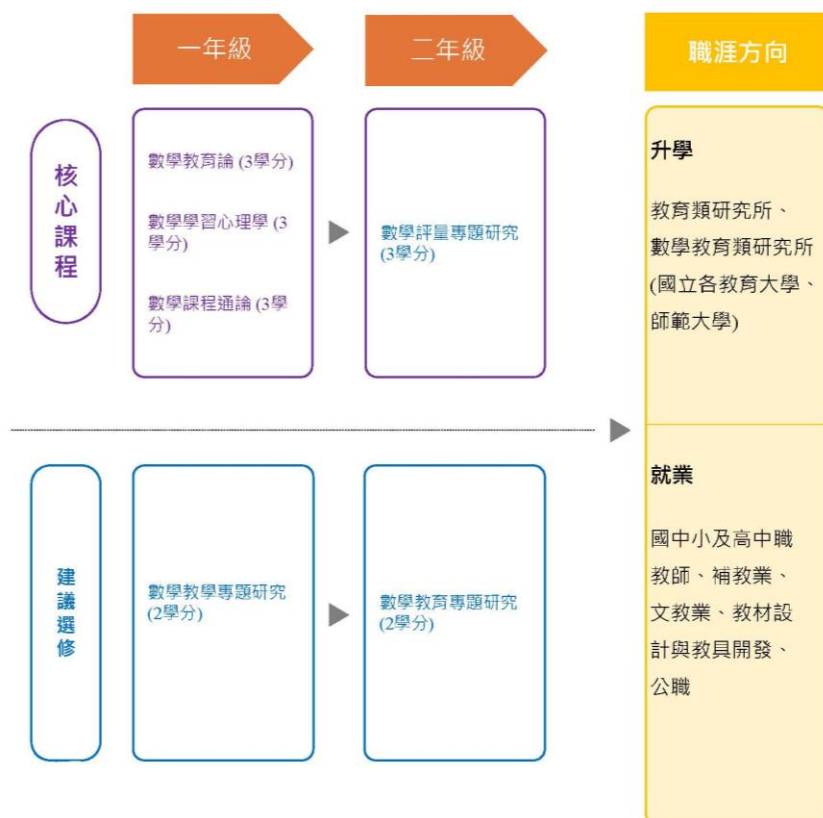 一年級
二年級
職涯方向
核心課程
數學教育論 (3學分)
數學學習心理學 (3
學分)
數學課程通論 (3學
分)
數學評量專題研究
(3學分)
升學
教育類研究所、
數學教育類研究所
(國立各教育大學、
師範大學)
建議選修
數學教學專題研究
(2學分)
數學教育專題研究
(2學分)
就業
國中小及高中職
教師、補教業、
文教業、教材設
計與教具開發、
公職